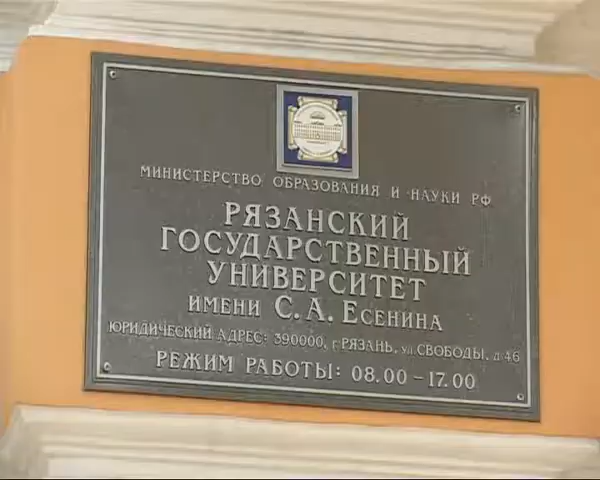 МИНИСТЕРСТВО ОБРАЗОВАНИЯ И НАУКИ РФ
РЯЗАНСКИЙ
ГОСУДАРСТВЕННЫЙ
УНИВЕРСИТЕТ
ИМЕНИ С. А. ЕСЕНИНА
ЮРИДИЧЕСКИЙ АДРЕС: 390000, г. РЯЗАНЬ, ул. СВОБОДЫ, д. 46
РЕЖИМ РАБОТЫ: 08.00 – 17.00